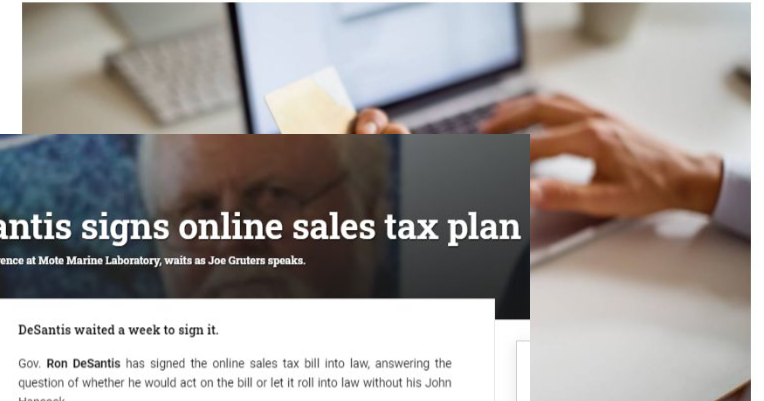 antis signs online sales tax plan
ence at Mote Marine Laboratory, waits as Joe Gruters speaks.
DeSantis waited a week to sign it.
Gov. Ron DeSantis has signed the online sales tax bill into law, answering the
question of whether he would act on the bill or let it roll into law without his John
Hancock.